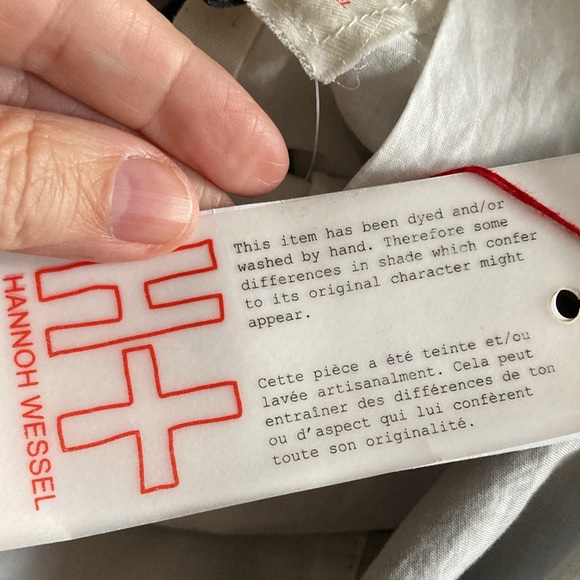 This item has been dyed and/or
washed by hand. Therefore some
differences in shade which confer
to its original character might
appear.
Cette pièce a été teinte et/ou
lavée artisanalment. Cela peut
entraîner des différences de ton
ou d'aspect qui lui confèrent
toute son originalité.
HANNOH WESSEL
H